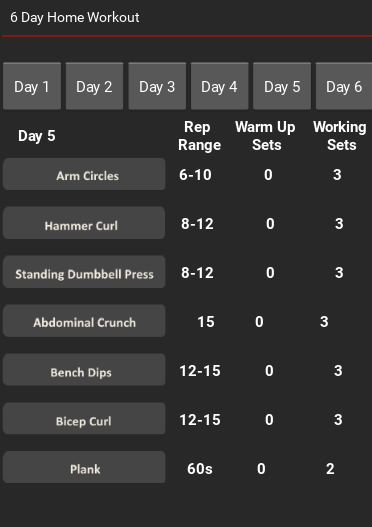 6 Day Home Workout
Day 1 Day 2 Day 3 Day 4 Day 5 Day 6
Day 5 Rep Range Warm Up Sets Working Sets
Arm Circles 6-10 0 3
Hammer Curl 8-12 0 3
Standing Dumbbell Press 8-12 0 3
Abdominal Crunch 15 0 3
Bench Dips 12-15 0 3
Bicep Curl 12-15 0 3
Plank 60s 0 2